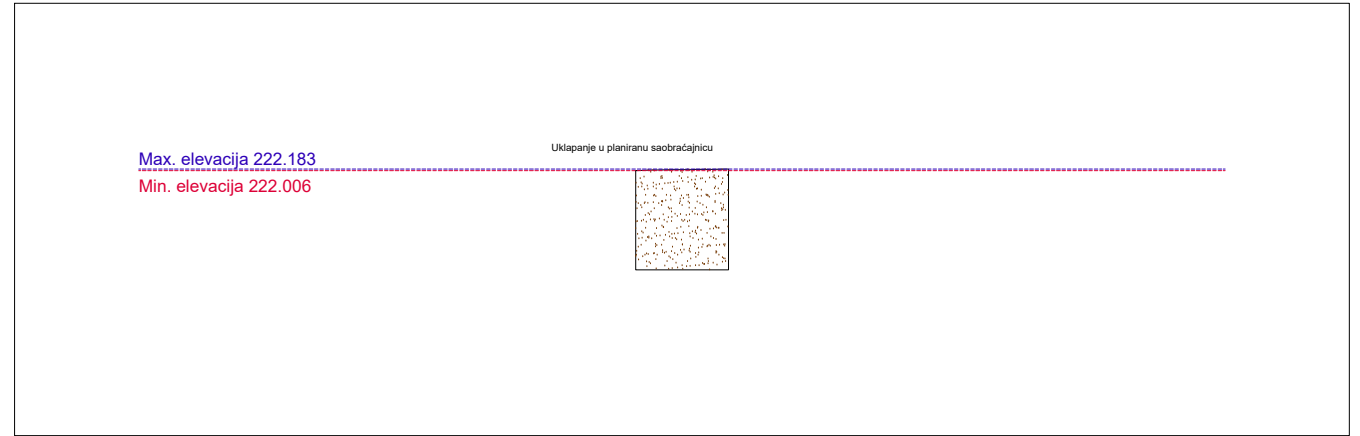 Uklapanje u planiranu saobraćajnicu
Max. elevacija 222.183
Min. elevacija 222.006